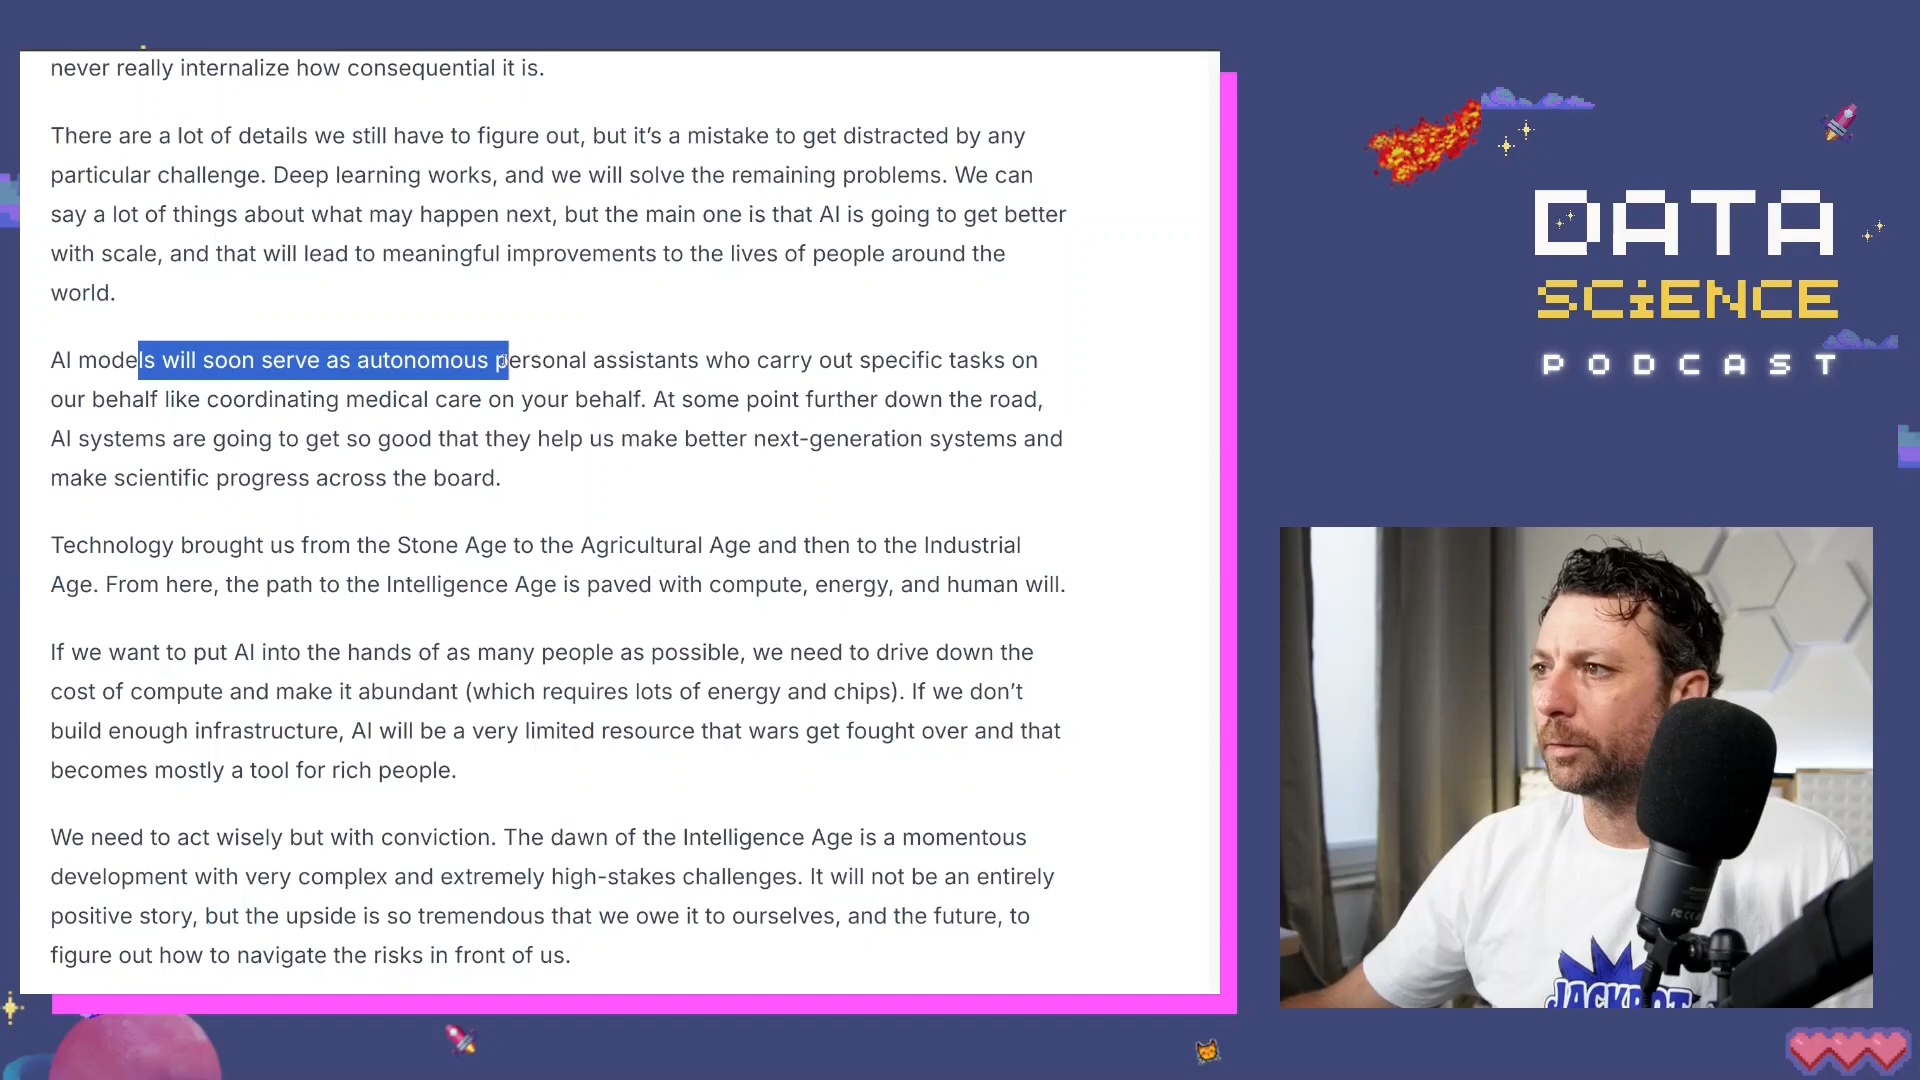 never really internalize how consequential it is.
There are a lot of details we still have to figure out, but it’s a mistake to get distracted by any
particular challenge. Deep learning works, and we will solve the remaining problems. We can
say a lot of things about what may happen next, but the main one is that AI is going to get better
with scale, and that will lead to meaningful improvements to the lives of people around the
world.
AI models will soon serve as autonomous personal assistants who carry out specific tasks on
our behalf like coordinating medical care on your behalf. At some point further down the road,
AI systems are going to get so good that they help us make better next-generation systems and
make scientific progress across the board.
Technology brought us from the Stone Age to the Agricultural Age and then to the Industrial
Age. From here, the path to the Intelligence Age is paved with compute, energy, and human will.
If we want to put AI into the hands of as many people as possible, we need to drive down the
cost of compute and make it abundant (which requires lots of energy and chips). If we don’t
build enough infrastructure, AI will be a very limited resource that wars get fought over and that
becomes mostly a tool for rich people.
We need to act wisely but with conviction. The dawn of the Intelligence Age is a momentous
development with very complex and extremely high-stakes challenges. It will not be an entirely
positive story, but the upside is so tremendous that we owe it to ourselves, and the future, to
figure out how to navigate the risks in front of us.
DATA
SCiENCE
PODCAST
JACKPOT